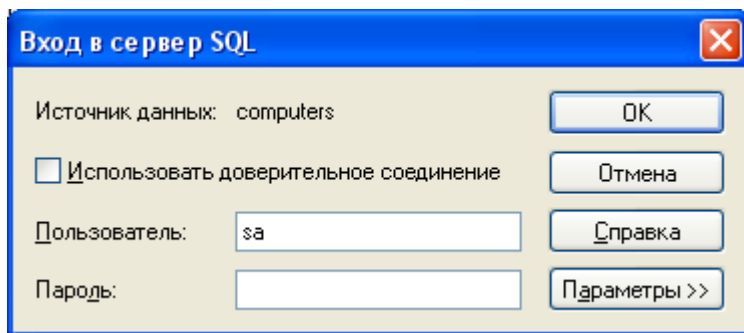 Вход в сервер SQL
Источник данных: computers
OK
Использовать доверительное соединение
Отмена
Пользователь: sa
Справка
Пароль:
Параметры >>